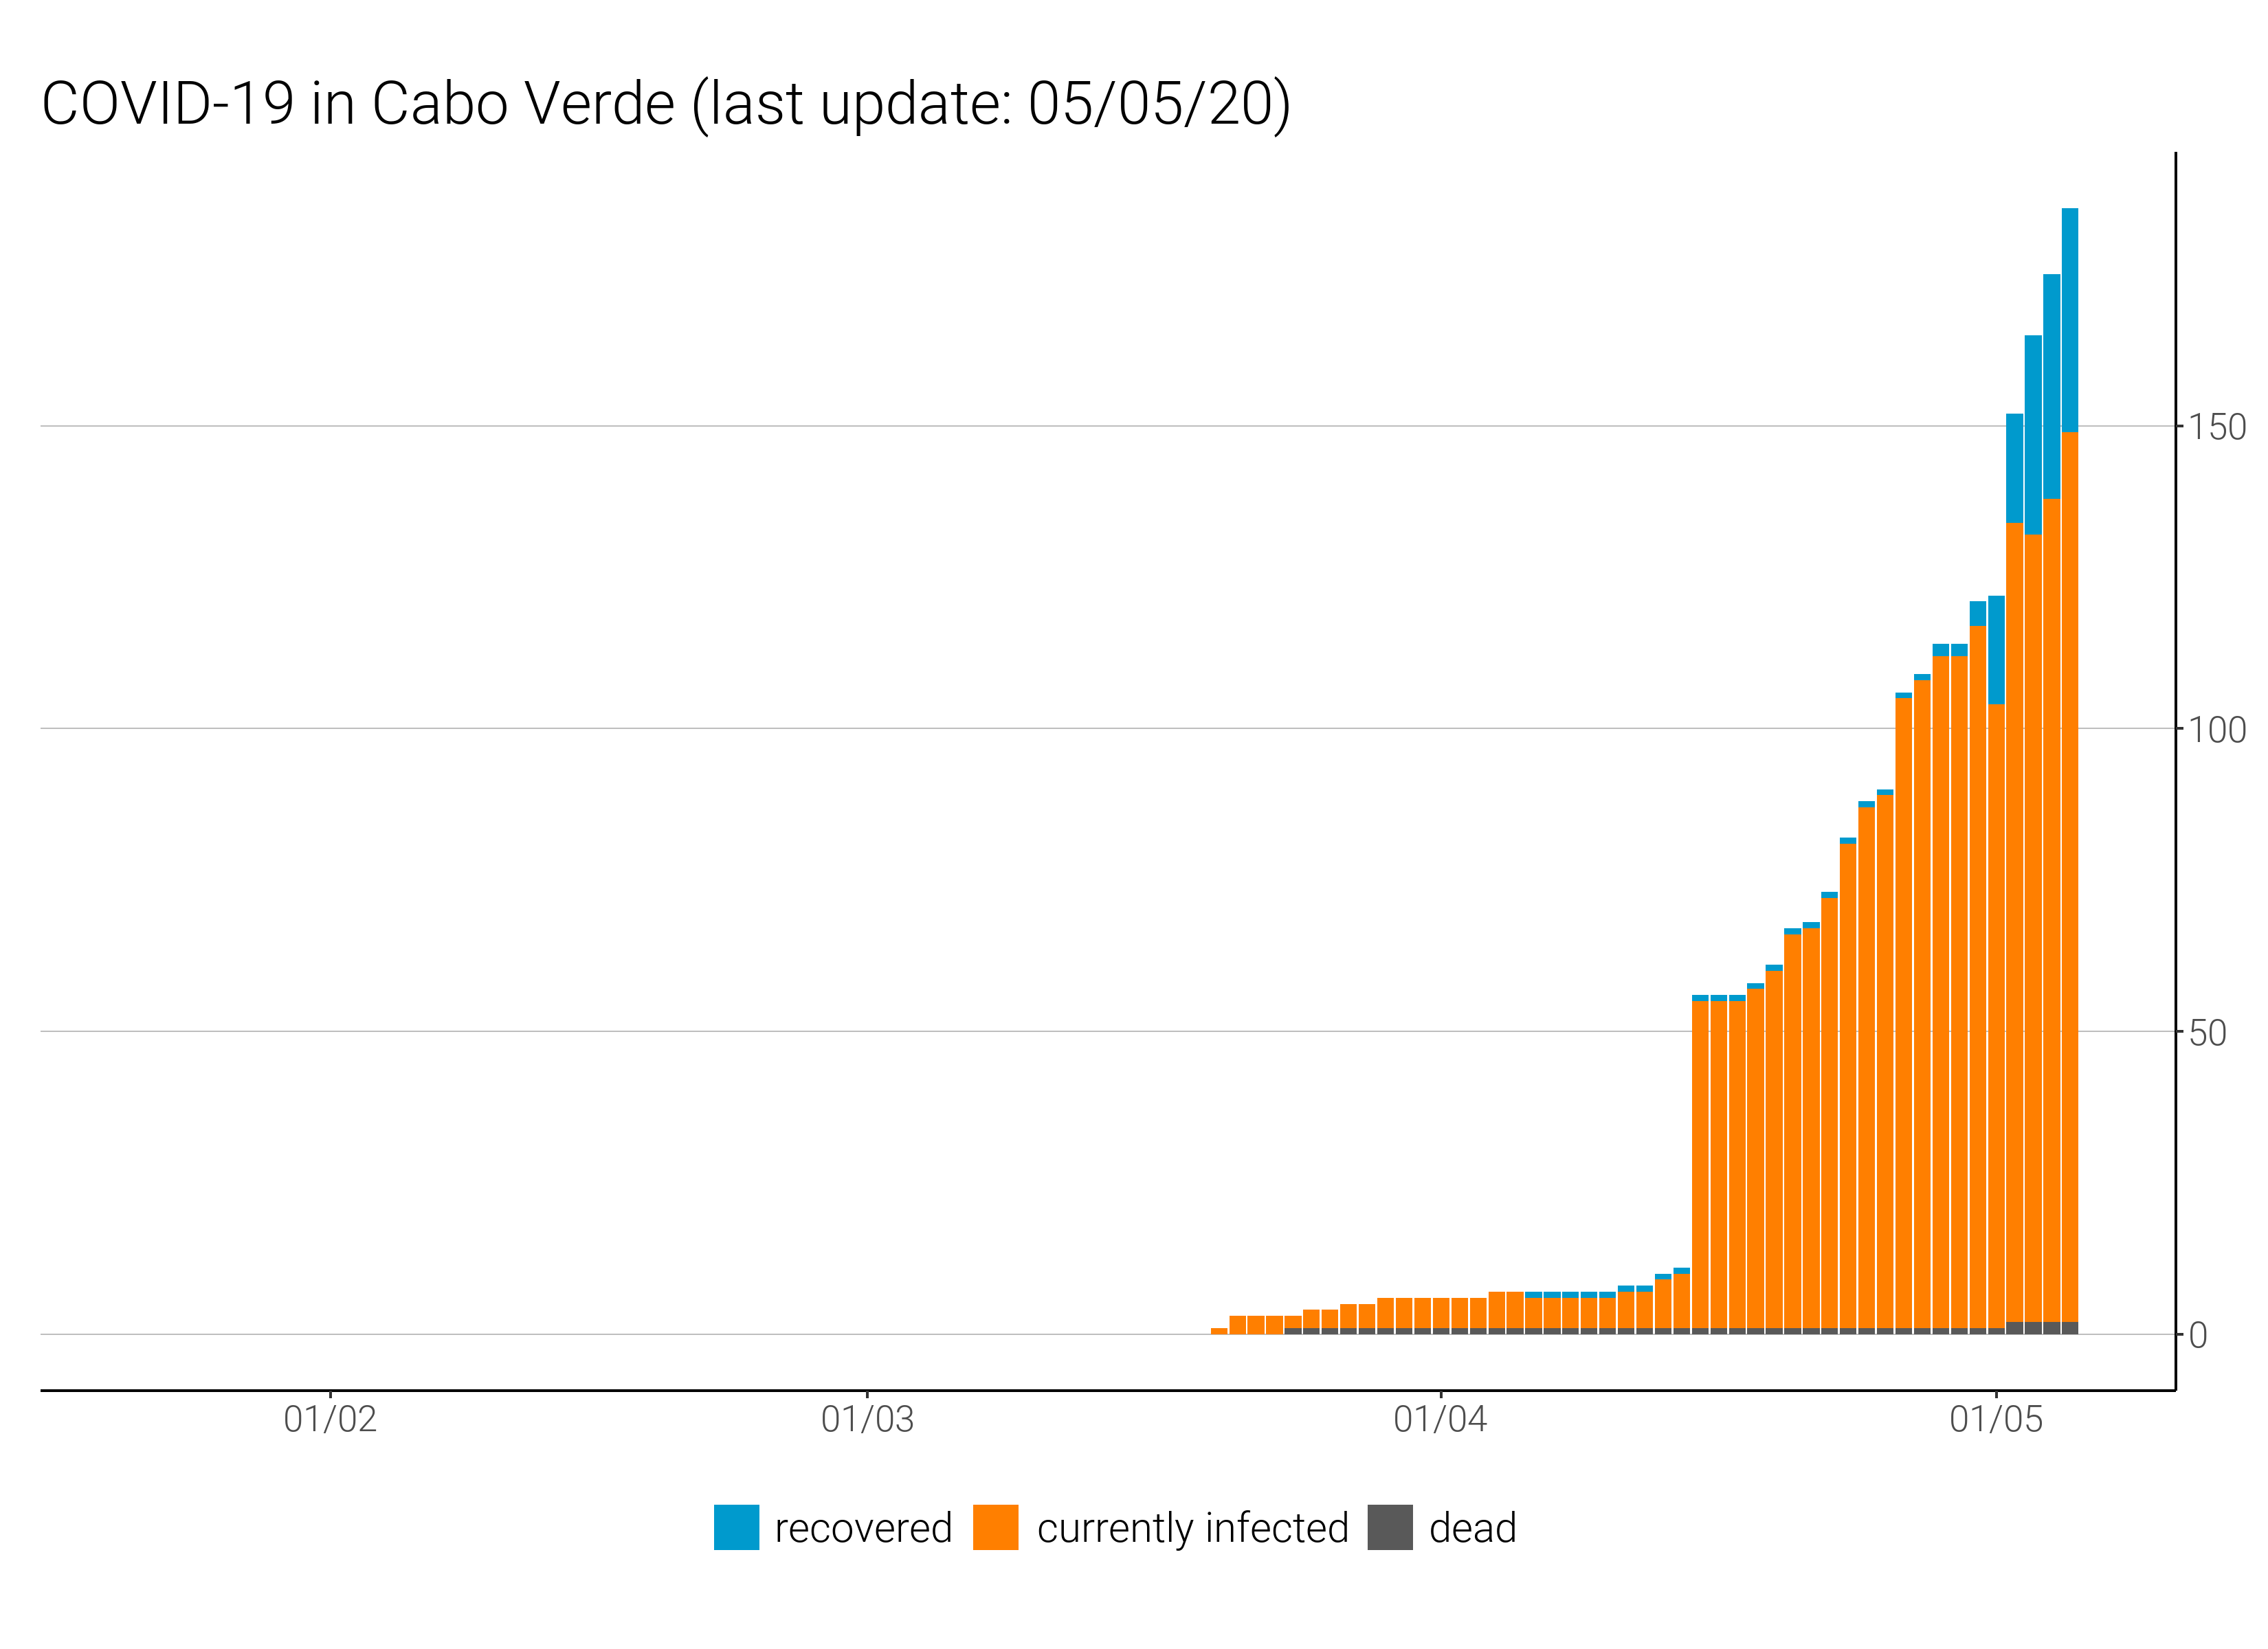 COVID-19 in Cabo Verde (last update: 05/05/20)
150
100
50
0
01/02 01/03 01/04 01/05
recovered currently infected dead